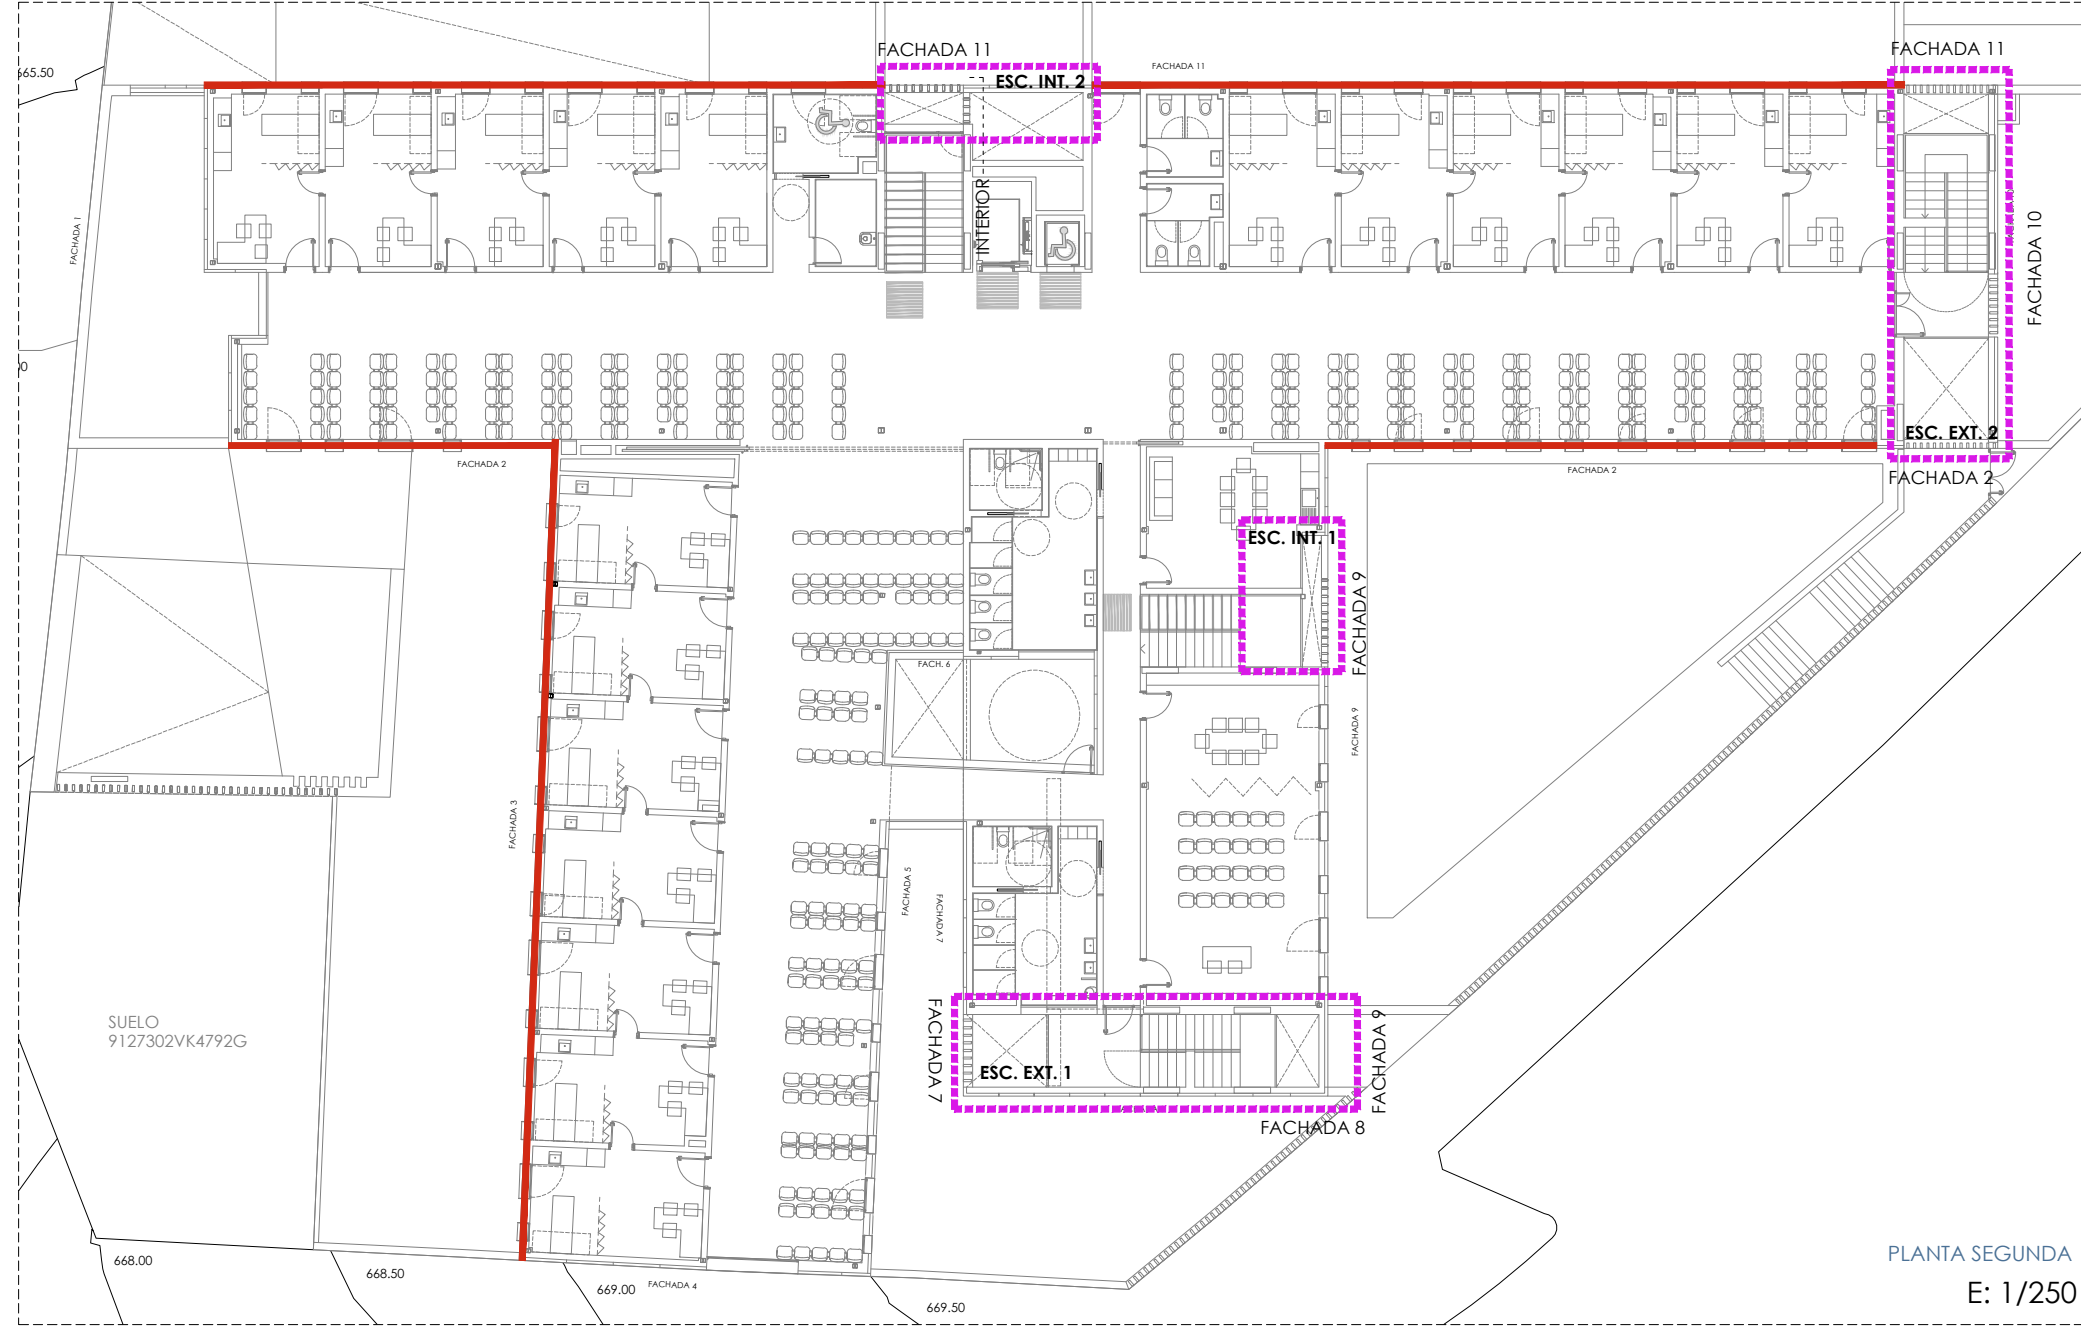 FACHADA 11
FACHADA 11
FACHADA 11
665.50
ESC. INT. 2
INTERIOR
FACHADA 1
FACHADA 10
ESC. EXT. 2
FACHADA 2
FACHADA 2
FACHADA 2
ESC. INT. 1
FACHADA 9
FACH. 6
FACHADA 9
FACHADA 3
FACHADA 5
FACHADA 7
SUELO
9127302VK4792G
FACHADA 7
ESC. EXT. 1
FACHADA 9
FACHADA 8
668.00
668.50
669.00
FACHADA 4
669.50
PLANTA SEGUNDA
E: 1/250